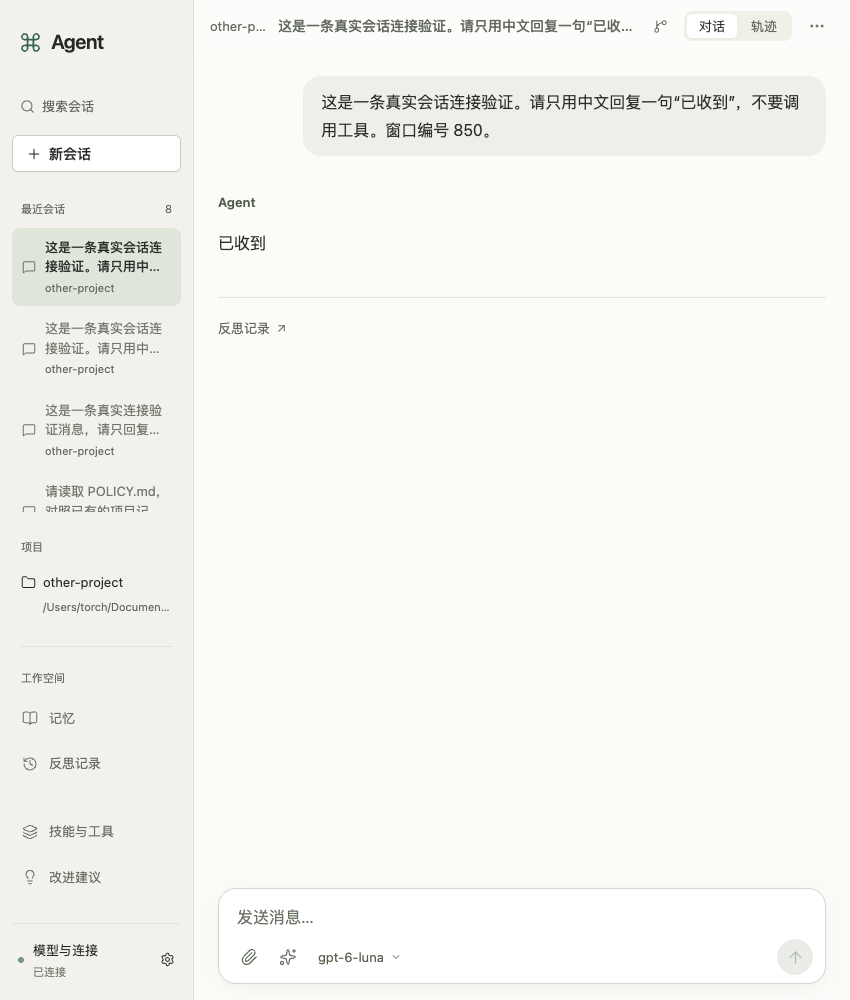 Agent
搜索会话
新会话
最近会话 8
这是一条真实会话连
接验证。请只用中...
other-project
这是一条真实会话连
接验证。请只用中...
other-project
这是一条真实连接验
证消息，请只回复...
other-project
请读取 POLICY.md,
对照已有的项目记
项目
other-project
/Users/torch/Documen...
工作空间
记忆
反思记录
技能与工具
改进建议
模型与连接
已连接
other-p... 这是一条真实会话连接验证。请只用中文回复一句“已收... 对话 轨迹
这是一条真实会话连接验证。请只用中文回复一句“已收到”，不要调
用工具。窗口编号 850。
Agent
已收到
反思记录
发送消息...
gpt-6-luna